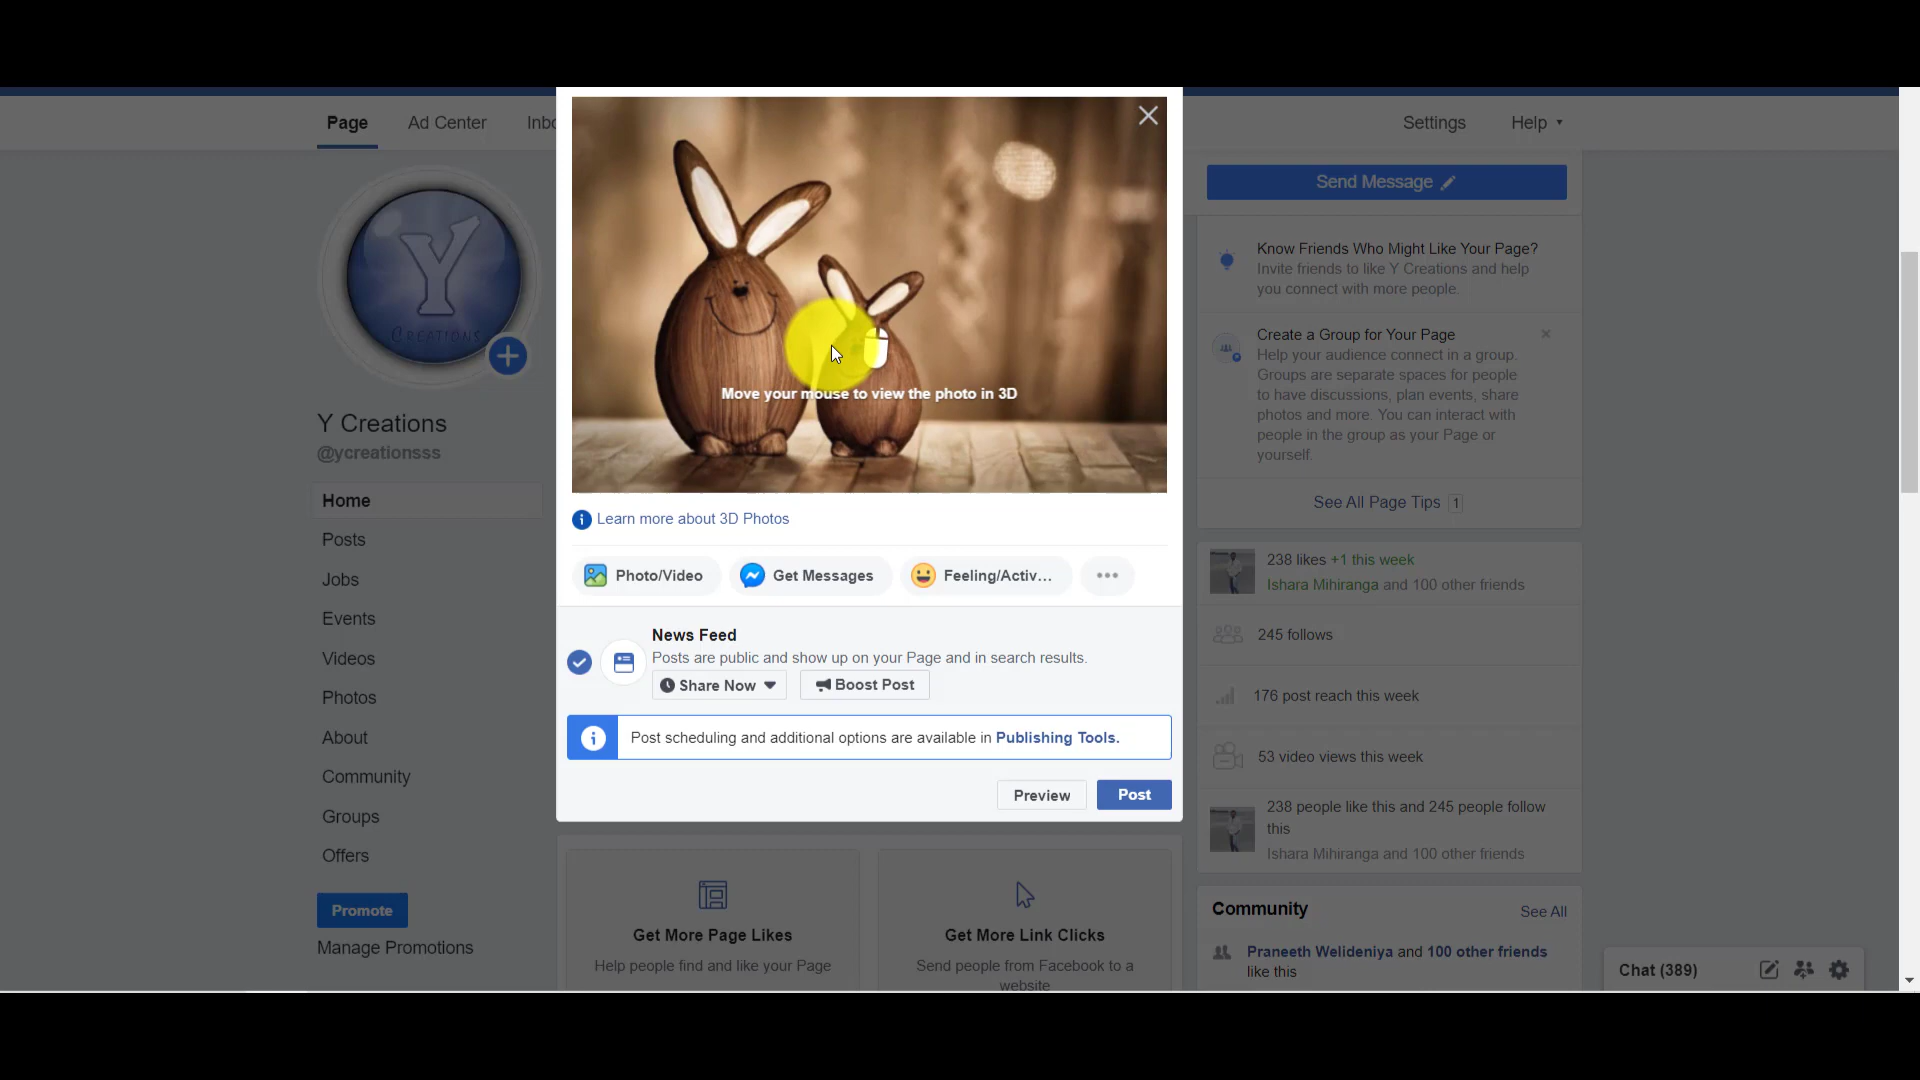 Page
Ad Center
Inbo
Settings
Help
Y
CREATIONS
Y Creations
@ycreationsss
Home
Posts
Jobs
Events
Videos
Photos
About
Community
Groups
Offers
Promote
Manage Promotions
Move your mouse to view the photo in 3D
Learn more about 3D Photos
Photo/Video
Get Messages
Feeling/Activ...
News Feed
Posts are public and show up on your Page and in search results.
Share Now
Boost Post
Post scheduling and additional options are available in Publishing Tools.
Preview
Post
Get More Page Likes
Help people find and like your Page
Get More Link Clicks
Send people from Facebook to a
website
Send Message
Know Friends Who Might Like Your Page?
Invite friends to like Y Creations and help
you connect with more people.
Create a Group for Your Page
Help your audience connect in a group.
Groups are separate spaces for people
to have discussions, plan events, share
photos and more. You can interact with
people in the group as your Page or
yourself.
See All Page Tips 1
238 likes +1 this week
Ishara Mihiranga and 100 other friends
245 follows
176 post reach this week
53 video views this week
238 people like this and 245 people follow
this
Ishara Mihiranga and 100 other friends
Community
See All
Praneeth Welideniya and 100 other friends
like this
Chat (389)